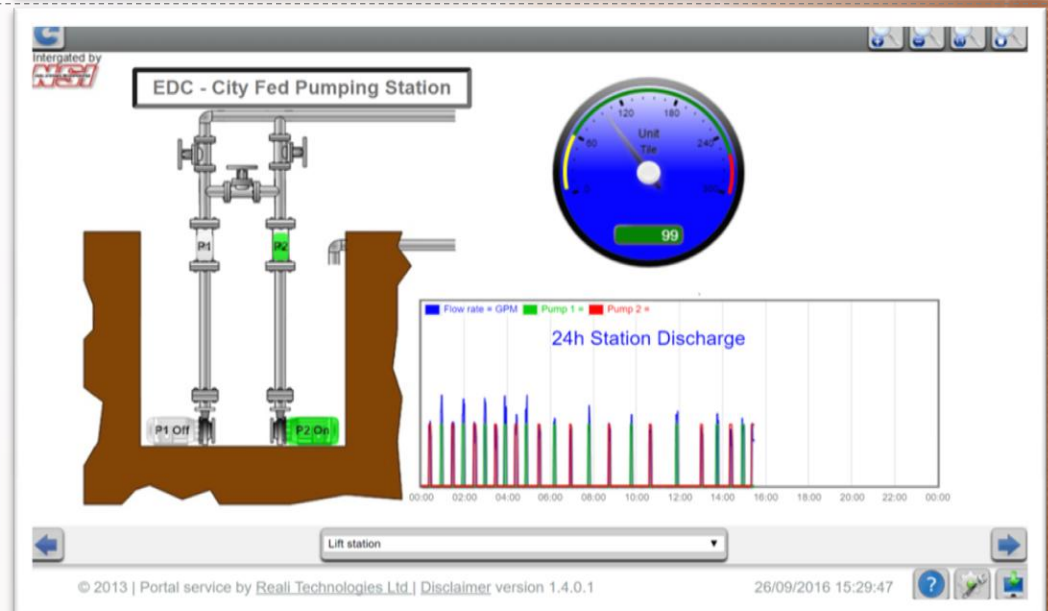 Intergated by
NSI
EDC - City Fed Pumping Station
P1
P2
P1 Off
P2 On
0
60
120
180
240
300
Unit
Tile
99
Flow rate = GPM Pump 1 = Pump 2 =
24h Station Discharge
00:00 02:00 04:00 06:00 08:00 10:00 12:00 14:00 16:00 18:00 20:00 22:00 00:00
Lift station
© 2013 | Portal service by Reali Technologies Ltd | Disclaimer version 1.4.0.1
26/09/2016 15:29:47
?